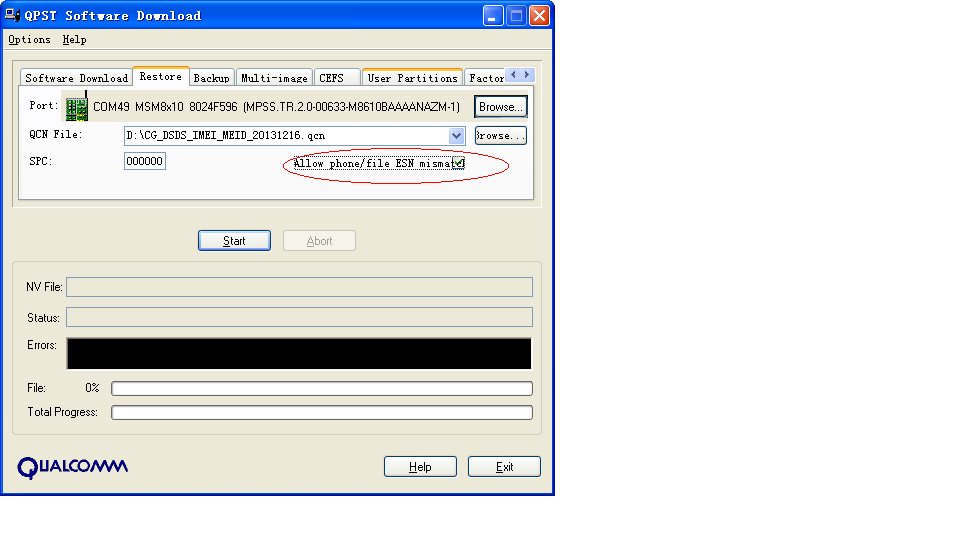 QPST Software Download
Options Help
Software Download Restore Backup Multi-image CEFS User Partitions Factor
Port: COM49 MSM8x10 8024F596 (MPSS.TR.2.0-00633-M8610BAAAANAZM-1) Browse...
QCN File: D:\CG_DSDS_IMEI_MEID_20131216.qcn Browse...
SPC: 000000 Allow phone/file ESN mismatch
Start Abort
NV File:
Status:
Errors:
File: 0%
Total Progress:
QUALCOMM Help Exit